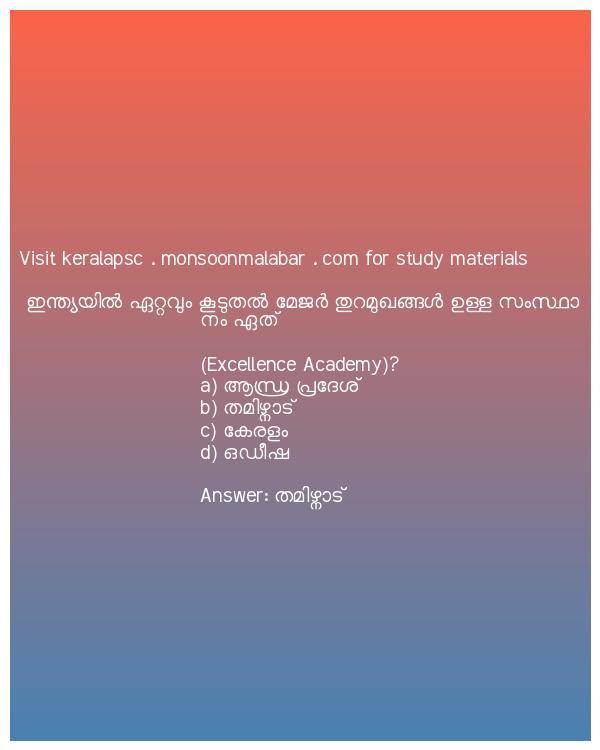 Visit keralapsc . monsoonmalabar . com for study materials
ഇന്ത്യയിൽ ഏറ്റവും കൂടുതൽ മേജർ തുറമുഖങ്ങൾ ഉള്ള സംസ്ഥാ
നം ഏത്
(Excellence Academy)?
a) ആന്ധ്ര പ്രദേശ്
b) തമിഴ്നാട്
c) കേരളം
d) ഒഡീഷ
Answer: തമിഴ്നാട്